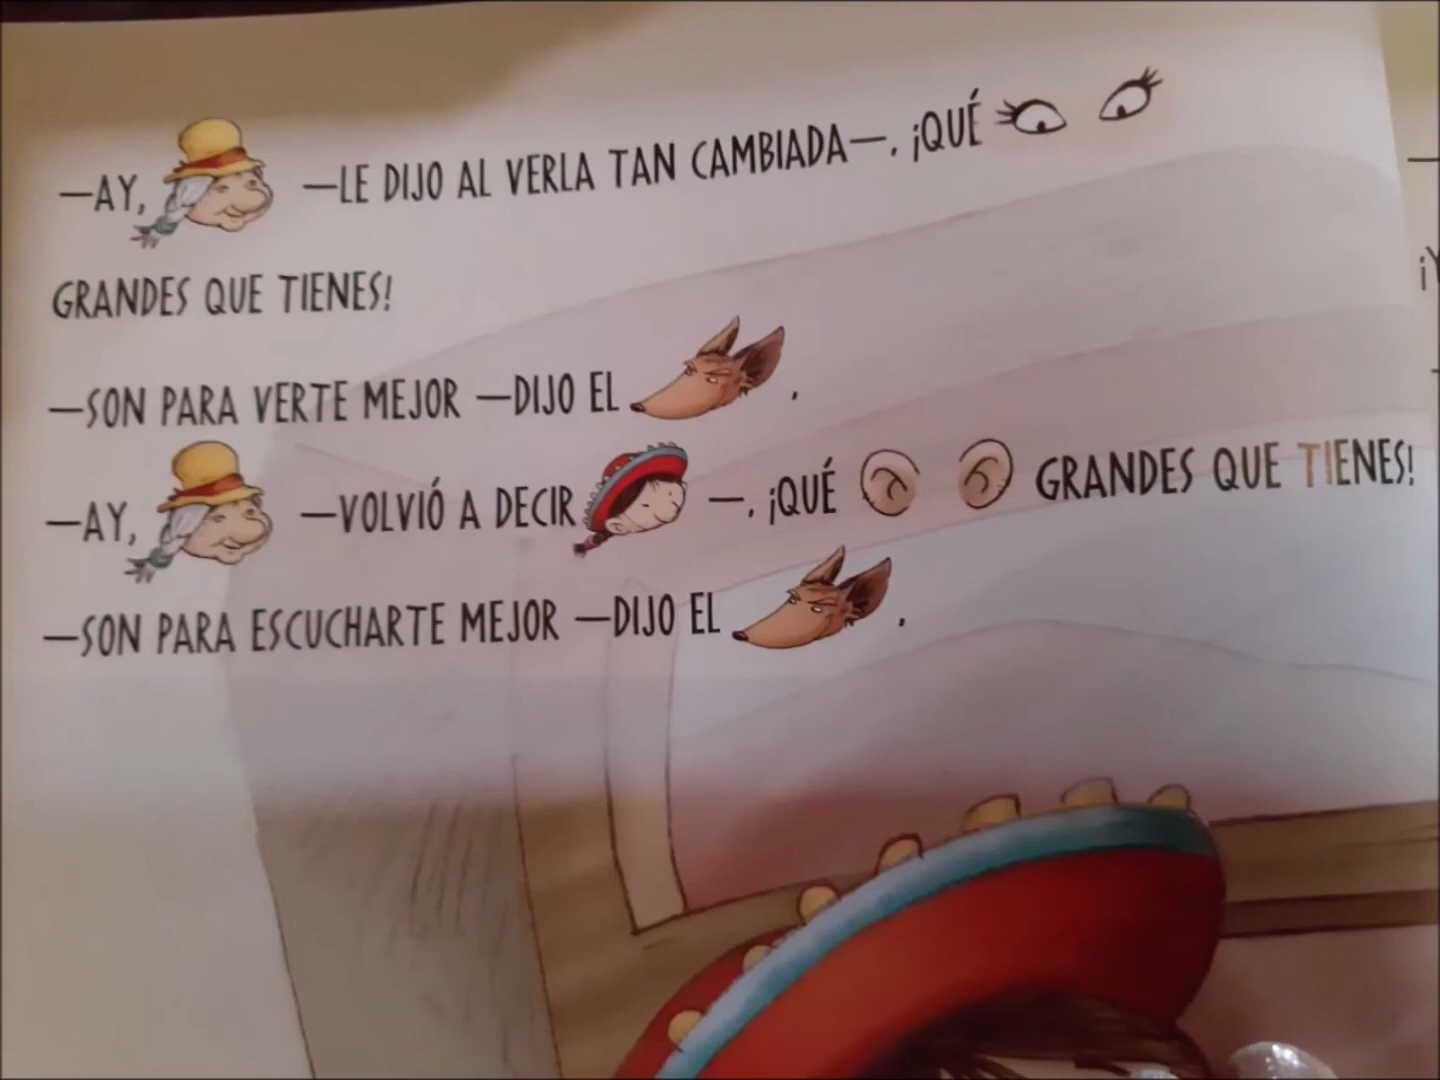 —AY, —LE DIJO AL VERLA TAN CAMBIADA—, ¡QUÉ
GRANDES QUE TIENES!
—SON PARA VERTE MEJOR —DIJO EL .
—AY, —VOLVIÓ A DECIR —, ¡QUÉ GRANDES QUE TIENES!
—SON PARA ESCUCHARTE MEJOR —DIJO EL .